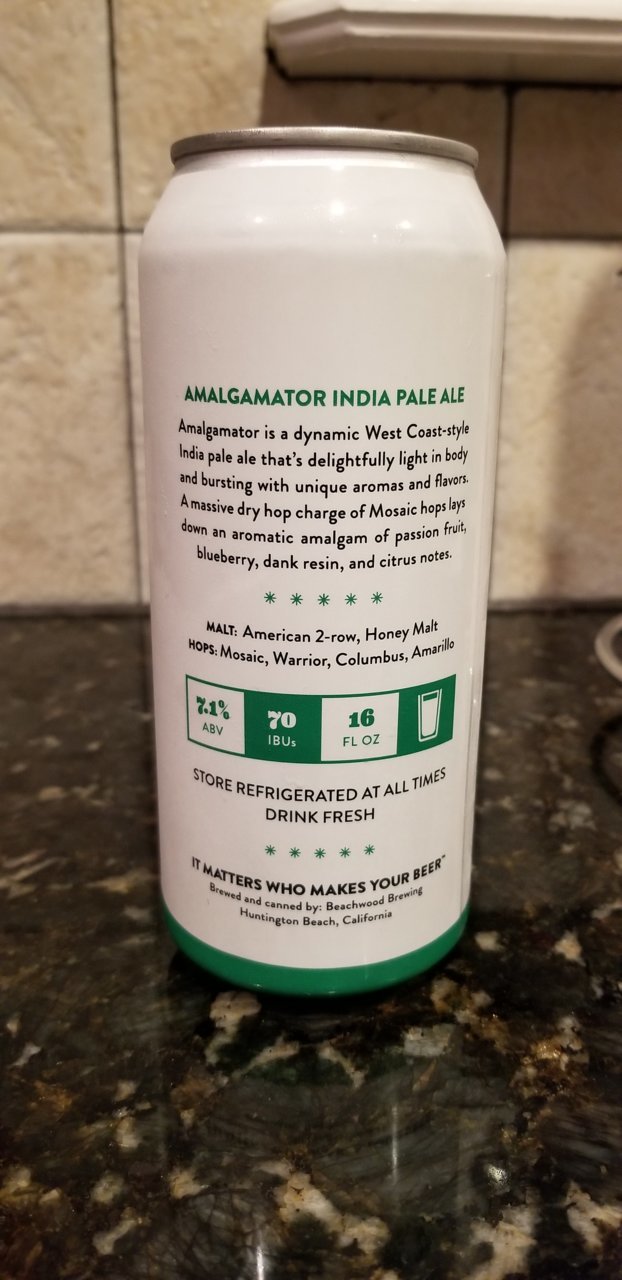 AMALGAMATOR INDIA PALE ALE
Amalgamator is a dynamic West Coast-style
India pale ale that's delightfully light in body
and bursting with unique aromas and flavors.
A massive dry hop charge of Mosaic hops lays
down an aromatic amalgam of passion fruit,
blueberry, dank resin, and citrus notes.
MALT: American 2-row, Honey Malt
HOPS: Mosaic, Warrior, Columbus, Amarillo
7.1% 70 16
ABV IBUs FL OZ
STORE REFRIGERATED AT ALL TIMES
DRINK FRESH
IT MATTERS WHO MAKES YOUR BEER™
Brewed and canned by: Beachwood Brewing
Huntington Beach, California